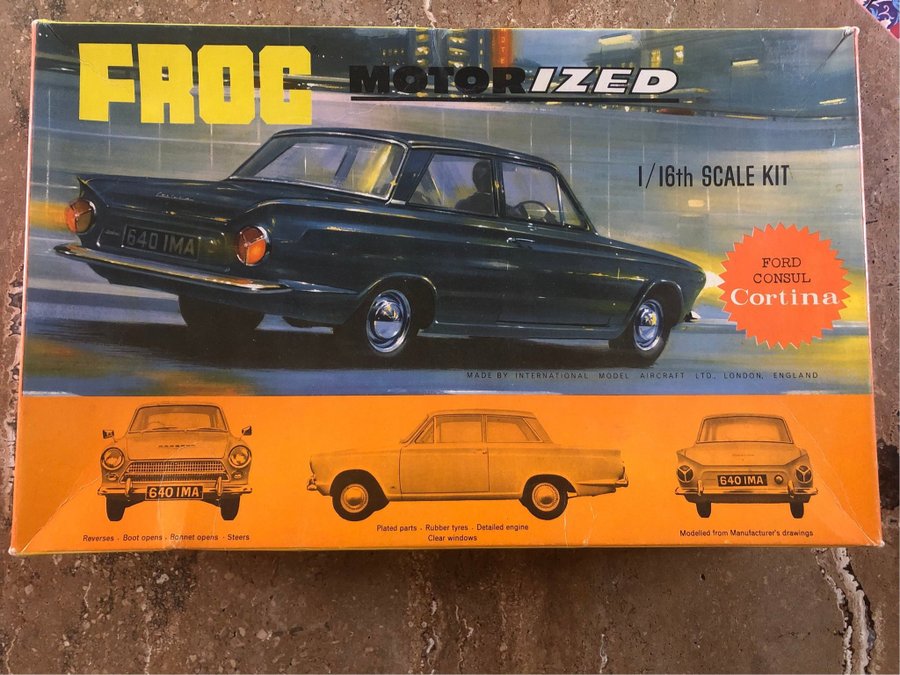 FROG
MOTORIZED
1/16th SCALE KIT
FORD
CONSUL
Cortina
640 IMA
MADE BY INTERNATIONAL MODEL AIRCRAFT LTD, LONDON, ENGLAND
640 IMA
640 IMA
Reverses · Boot opens · Bonnet opens · Steers
Plated parts · Rubber tyres · Detailed engine
Clear windows
Modelled from Manufacturer's drawings